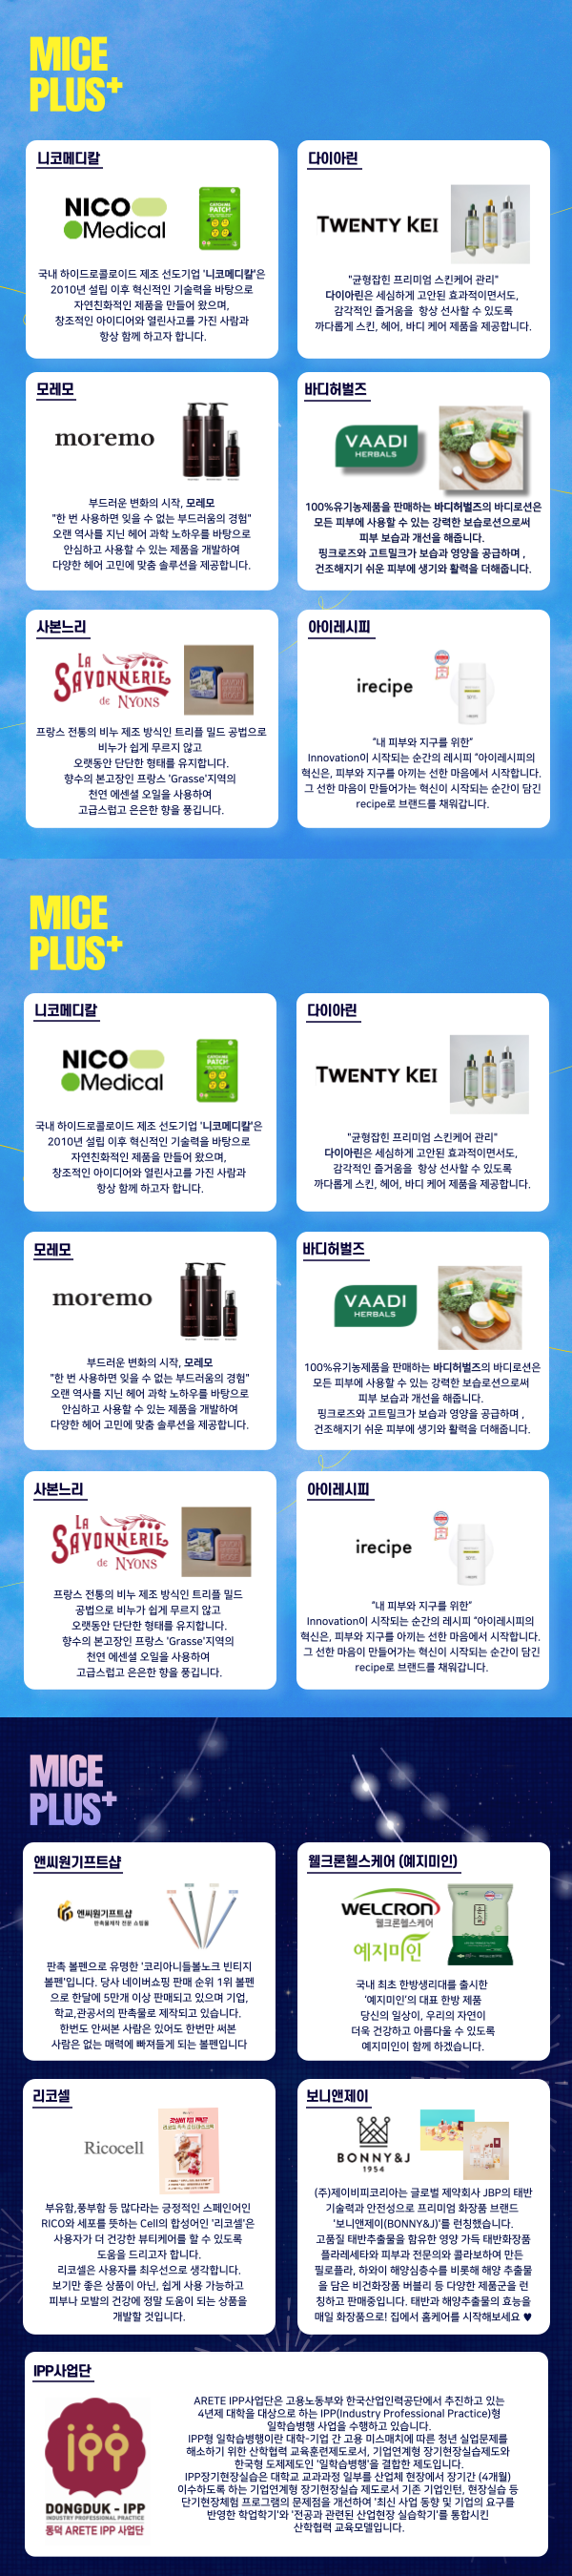 MICE
PLUS+
니코메디칼
NICO
Medical
PATCH
국내 하이드로콜로이드 제조 선도기업 '니코메디칼'은
2010년 설립 이후 혁신적인 기술력을 바탕으로
자연친화적인 제품을 만들어 왔으며,
창조적인 아이디어와 열린사고를 가진 사람과
항상 함께 하고자 합니다.
다이아린
TWENTY KEI
"균형잡힌 프리미엄 스킨케어 관리"
다이아린은 세심하게 고안된 효과적이면서도,
감각적인 즐거움을 항상 선사할 수 있도록
까다롭게 스킨, 헤어, 바디 케어 제품을 제공합니다.
모레모
moremo
부드러운 변화의 시작, 모레모
"한 번 사용하면 잊을 수 없는 부드러움의 경험"
오랜 역사를 지닌 헤어 과학 노하우를 바탕으로
안심하고 사용할 수 있는 제품을 개발하여
다양한 헤어 고민에 맞춤 솔루션을 제공합니다.
바디허벌즈
VAADI
HERBALS
100%유기농제품을 판매하는 바디허벌즈의 바디로션은
모든 피부에 사용할 수 있는 강력한 보습로션으로써
피부 보습과 개선을 해줍니다.
핑크로즈와 고트밀크가 보습과 영양을 공급하며 ,
건조해지기 쉬운 피부에 생기와 활력을 더해줍니다.
사본느리
LA
SAVONNERIE
de NYONS
프랑스 전통의 비누 제조 방식인 트리플 밀드 공법으로
비누가 쉽게 무르지 않고
오랫동안 단단한 형태를 유지합니다.
향수의 본고장인 프랑스 'Grasse'지역의
천연 에센셜 오일을 사용하여
고급스럽고 은은한 향을 풍깁니다.
아이레시피
irecipe
"내 피부와 지구를 위한"
Innovation이 시작되는 순간의 레시피 "아이레시피의
혁신은, 피부와 지구를 아끼는 선한 마음에서 시작합니다.
그 선한 마음이 만들어가는 혁신이 시작되는 순간이 담긴
recipe로 브랜드를 채워갑니다.
MICE
PLUS+
니코메디칼
NICO
Medical
PATCH
국내 하이드로콜로이드 제조 선도기업 '니코메디칼'은
2010년 설립 이후 혁신적인 기술력을 바탕으로
자연친화적인 제품을 만들어 왔으며,
창조적인 아이디어와 열린사고를 가진 사람과
항상 함께 하고자 합니다.
다이아린
TWENTY KEI
"균형잡힌 프리미엄 스킨케어 관리"
다이아린은 세심하게 고안된 효과적이면서도,
감각적인 즐거움을 항상 선사할 수 있도록
까다롭게 스킨, 헤어, 바디 케어 제품을 제공합니다.
모레모
moremo
부드러운 변화의 시작, 모레모
"한 번 사용하면 잊을 수 없는 부드러움의 경험"
오랜 역사를 지닌 헤어 과학 노하우를 바탕으로
안심하고 사용할 수 있는 제품을 개발하여
다양한 헤어 고민에 맞춤 솔루션을 제공합니다.
바디허벌즈
VAADI
HERBALS
100%유기농제품을 판매하는 바디허벌즈의 바디로션은
모든 피부에 사용할 수 있는 강력한 보습로션으로써
피부 보습과 개선을 해줍니다.
핑크로즈와 고트밀크가 보습과 영양을 공급하며 ,
건조해지기 쉬운 피부에 생기와 활력을 더해줍니다.
사본느리
LA
SAVONNERIE
de NYONS
프랑스 전통의 비누 제조 방식인 트리플 밀드
공법으로 비누가 쉽게 무르지 않고
오랫동안 단단한 형태를 유지합니다.
향수의 본고장인 프랑스 'Grasse'지역의
천연 에센셜 오일을 사용하여
고급스럽고 은은한 향을 풍깁니다.
아이레시피
irecipe
"내 피부와 지구를 위한"
Innovation이 시작되는 순간의 레시피 "아이레시피의
혁신은, 피부와 지구를 아끼는 선한 마음에서 시작합니다.
그 선한 마음이 만들어가는 혁신이 시작되는 순간이 담긴
recipe로 브랜드를 채워갑니다.
MICE
PLUS+
앤씨원기프트샵
앤씨원기프트샵
판촉물제작 전문 쇼핑몰
판촉 볼펜으로 유명한 '코리아니들볼노크 빈티지
볼펜'입니다. 당사 네이버쇼핑 판매 순위 1위 볼펜
으로 한달에 5만개 이상 판매되고 있으며 기업,
학교,관공서의 판촉물로 제작되고 있습니다.
한번도 안써본 사람은 있어도 한번만 써본
사람은 없는 매력에 빠져들게 되는 볼펜입니다
웰크론헬스케어 (예지미인)
WELCRON
웰크론헬스케어
예지미인
국내 최초 한방생리대를 출시한
'예지미인'의 대표 한방 제품
당신의 일상이, 우리의 자연이
더욱 건강하고 아름다울 수 있도록
예지미인이 함께 하겠습니다.
리코셀
Ricocell
부유함,풍부함 등 많다라는 긍정적인 스페인어인
RICO와 세포를 뜻하는 Cell의 합성어인 '리코셀'은
사용자가 더 건강한 뷰티케어를 할 수 있도록
도움을 드리고자 합니다.
리코셀은 사용자를 최우선으로 생각합니다.
보기만 좋은 상품이 아닌, 쉽게 사용 가능하고
피부나 모발의 건강에 정말 도움이 되는 상품을
개발할 것입니다.
보니앤제이
BONNY&J
1954
(주)제이비피코리아는 글로벌 제약회사 JBP의 태반
기술력과 안전성으로 프리미엄 화장품 브랜드
'보니앤제이(BONNY&J)'를 런칭했습니다.
고품질 태반추출물을 함유한 영양 가득 태반화장품
플라레세타와 피부과 전문의와 콜라보하여 만든
필로플라, 하와이 해양심층수를 비롯해 해양 추출물
을 담은 비건화장품 버블리 등 다양한 제품군을 런
칭하고 판매중입니다. 태반과 해양추출물의 효능을
매일 화장품으로! 집에서 홈케어를 시작해보세요 ♥
IPP사업단
ipp
DONGDUK - IPP
INDUSTRY PROFESSIONAL PRACTICE
동덕 ARETE IPP 사업단
ARETE IPP사업단은 고용노동부와 한국산업인력공단에서 추진하고 있는
4년제 대학을 대상으로 하는 IPP(Industry Professional Practice)형
일학습병행 사업을 수행하고 있습니다.
IPP형 일학습병행이란 대학-기업 간 고용 미스매치에 따른 청년 실업문제를
해소하기 위한 산학협력 교육훈련제도로서, 기업연계형 장기현장실습제도와
한국형 도제제도인 '일학습병행'을 결합한 제도입니다.
IPP장기현장실습은 대학교 교과과정 일부를 산업체 현장에서 장기간 (4개월)
이수하도록 하는 기업연계형 장기현장실습 제도로서 기존 기업인턴, 현장실습 등
단기현장체험 프로그램의 문제점을 개선하여 '최신 사업 동향 및 기업의 요구를
반영한 학업학기'와 '전공과 관련된 산업현장 실습학기'를 통합시킨
산학협력 교육모델입니다.